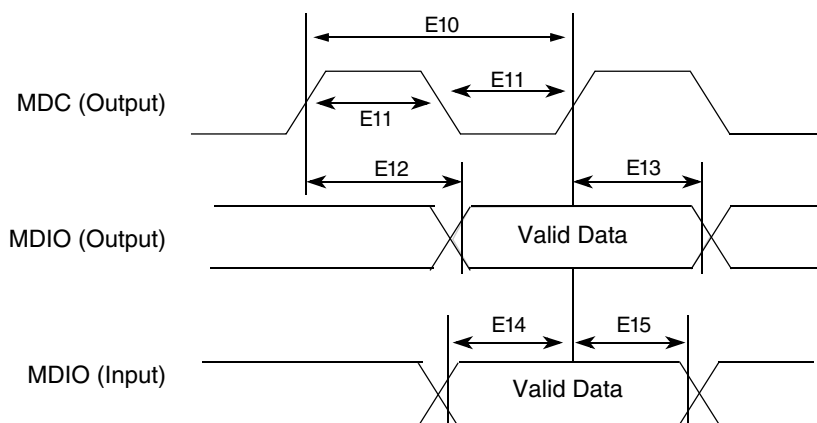 E10
MDC (Output)
E11
E11
E12
E13
MDIO (Output)
Valid Data
E14
E15
MDIO (Input)
Valid Data